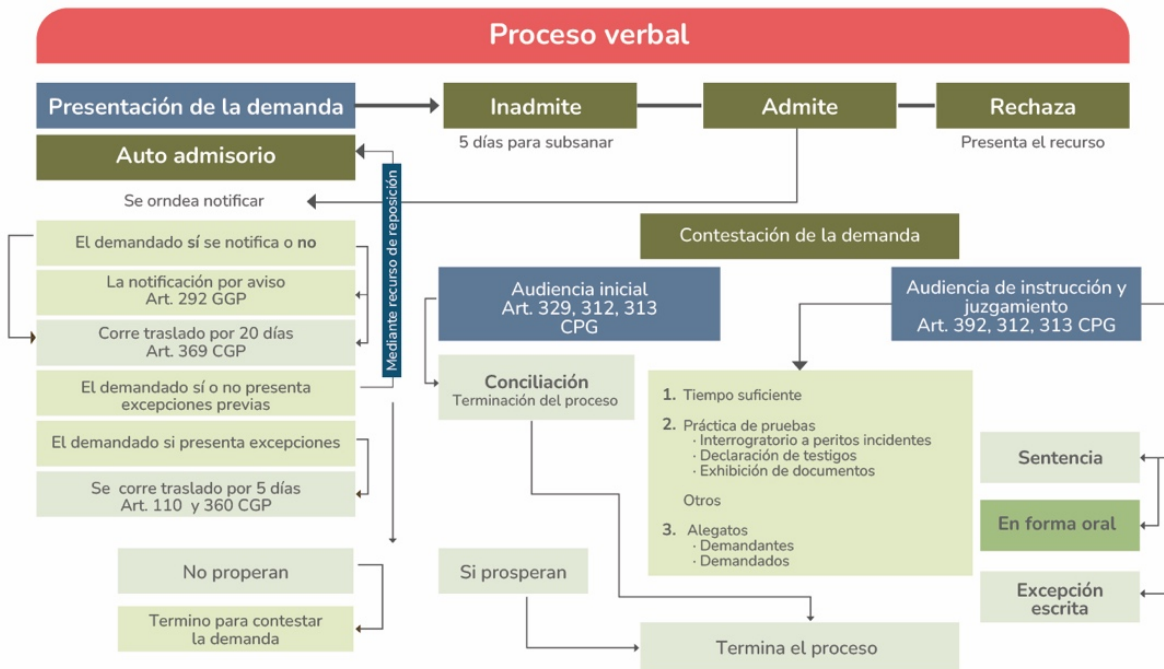 Proceso verbal
Presentación de la demanda
Inadmite
Admite
Rechaza
5 días para subsanar
Presenta el recurso
Auto admisorio
Se orndea notificar
Mediante recurso de reposición
El demandado sí se notifica o no
La notificación por aviso
Art. 292 GGP
Corre traslado por 20 días
Art. 369 CGP
El demandado sí o no presenta
excepciones previas
El demandado si presenta excepciones
Se corre traslado por 5 días
Art. 110 y 360 CGP
No properan
Termino para contestar
la demanda
Contestación de la demanda
Audiencia inicial
Art. 329, 312, 313
CPG
Conciliación
Terminación del proceso
Si prosperan
Audiencia de instrucción y
juzgamiento
Art. 392, 312, 313 CPG
1. Tiempo suficiente
2. Práctica de pruebas
· Interrogatorio a peritos incidentes
· Declaración de testigos
· Exhibición de documentos
Otros
3. Alegatos
· Demandantes
· Demandados
Sentencia
En forma oral
Excepción
escrita
Termina el proceso